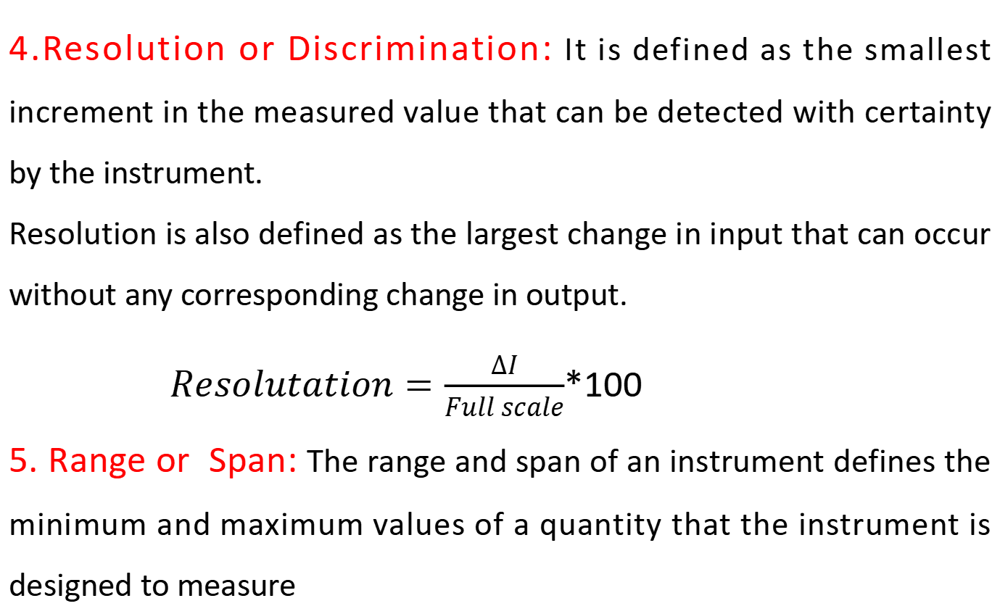 4.Resolution or Discrimination: It is defined as the smallest
increment in the measured value that can be detected with certainty
by the instrument.
Resolution is also defined as the largest change in input that can occur
without any corresponding change in output.
Resolutation = ΔI / Full scale *100
5. Range or Span: The range and span of an instrument defines the
minimum and maximum values of a quantity that the instrument is
designed to measure